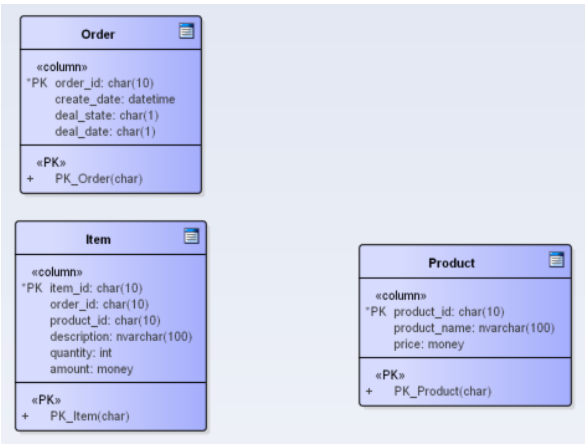 Order
«column»
*PK order_id: char(10)
create_date: datetime
deal_state: char(1)
deal_date: char(1)
«PK»
+ PK_Order(char)
Item
«column»
*PK item_id: char(10)
order_id: char(10)
product_id: char(10)
description: nvarchar(100)
quantity: int
amount: money
«PK»
+ PK_Item(char)
Product
«column»
*PK product_id: char(10)
product_name: nvarchar(100)
price: money
«PK»
+ PK_Product(char)